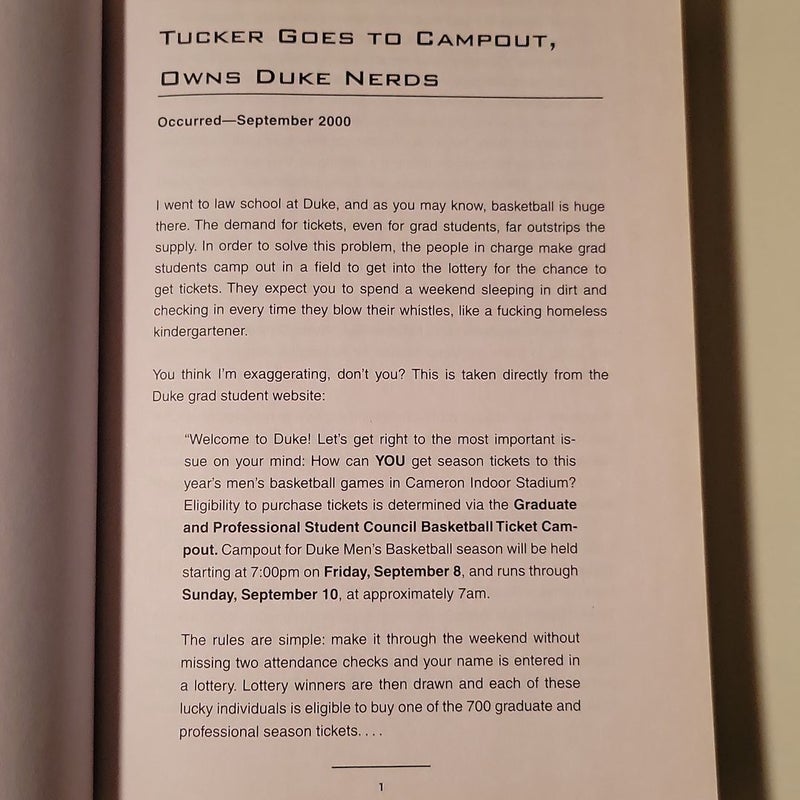 Tucker Goes to Campout,
Owns Duke Nerds
Occurred—September 2000
I went to law school at Duke, and as you may know, basketball is huge
there. The demand for tickets, even for grad students, far outstrips the
supply. In order to solve this problem, the people in charge make grad
students camp out in a field to get into the lottery for the chance to
get tickets. They expect you to spend a weekend sleeping in dirt and
checking in every time they blow their whistles, like a fucking homeless
kindergartener.
You think I'm exaggerating, don't you? This is taken directly from the
Duke grad student website:
“Welcome to Duke! Let's get right to the most important is-
sue on your mind: How can YOU get season tickets to this
year's men's basketball games in Cameron Indoor Stadium?
Eligibility to purchase tickets is determined via the Graduate
and Professional Student Council Basketball Ticket Cam-
pout. Campout for Duke Men's Basketball season will be held
starting at 7:00pm on Friday, September 8, and runs through
Sunday, September 10, at approximately 7am.
The rules are simple: make it through the weekend without
missing two attendance checks and your name is entered in
a lottery. Lottery winners are then drawn and each of these
lucky individuals is eligible to buy one of the 700 graduate and
professional season tickets. . . .
1